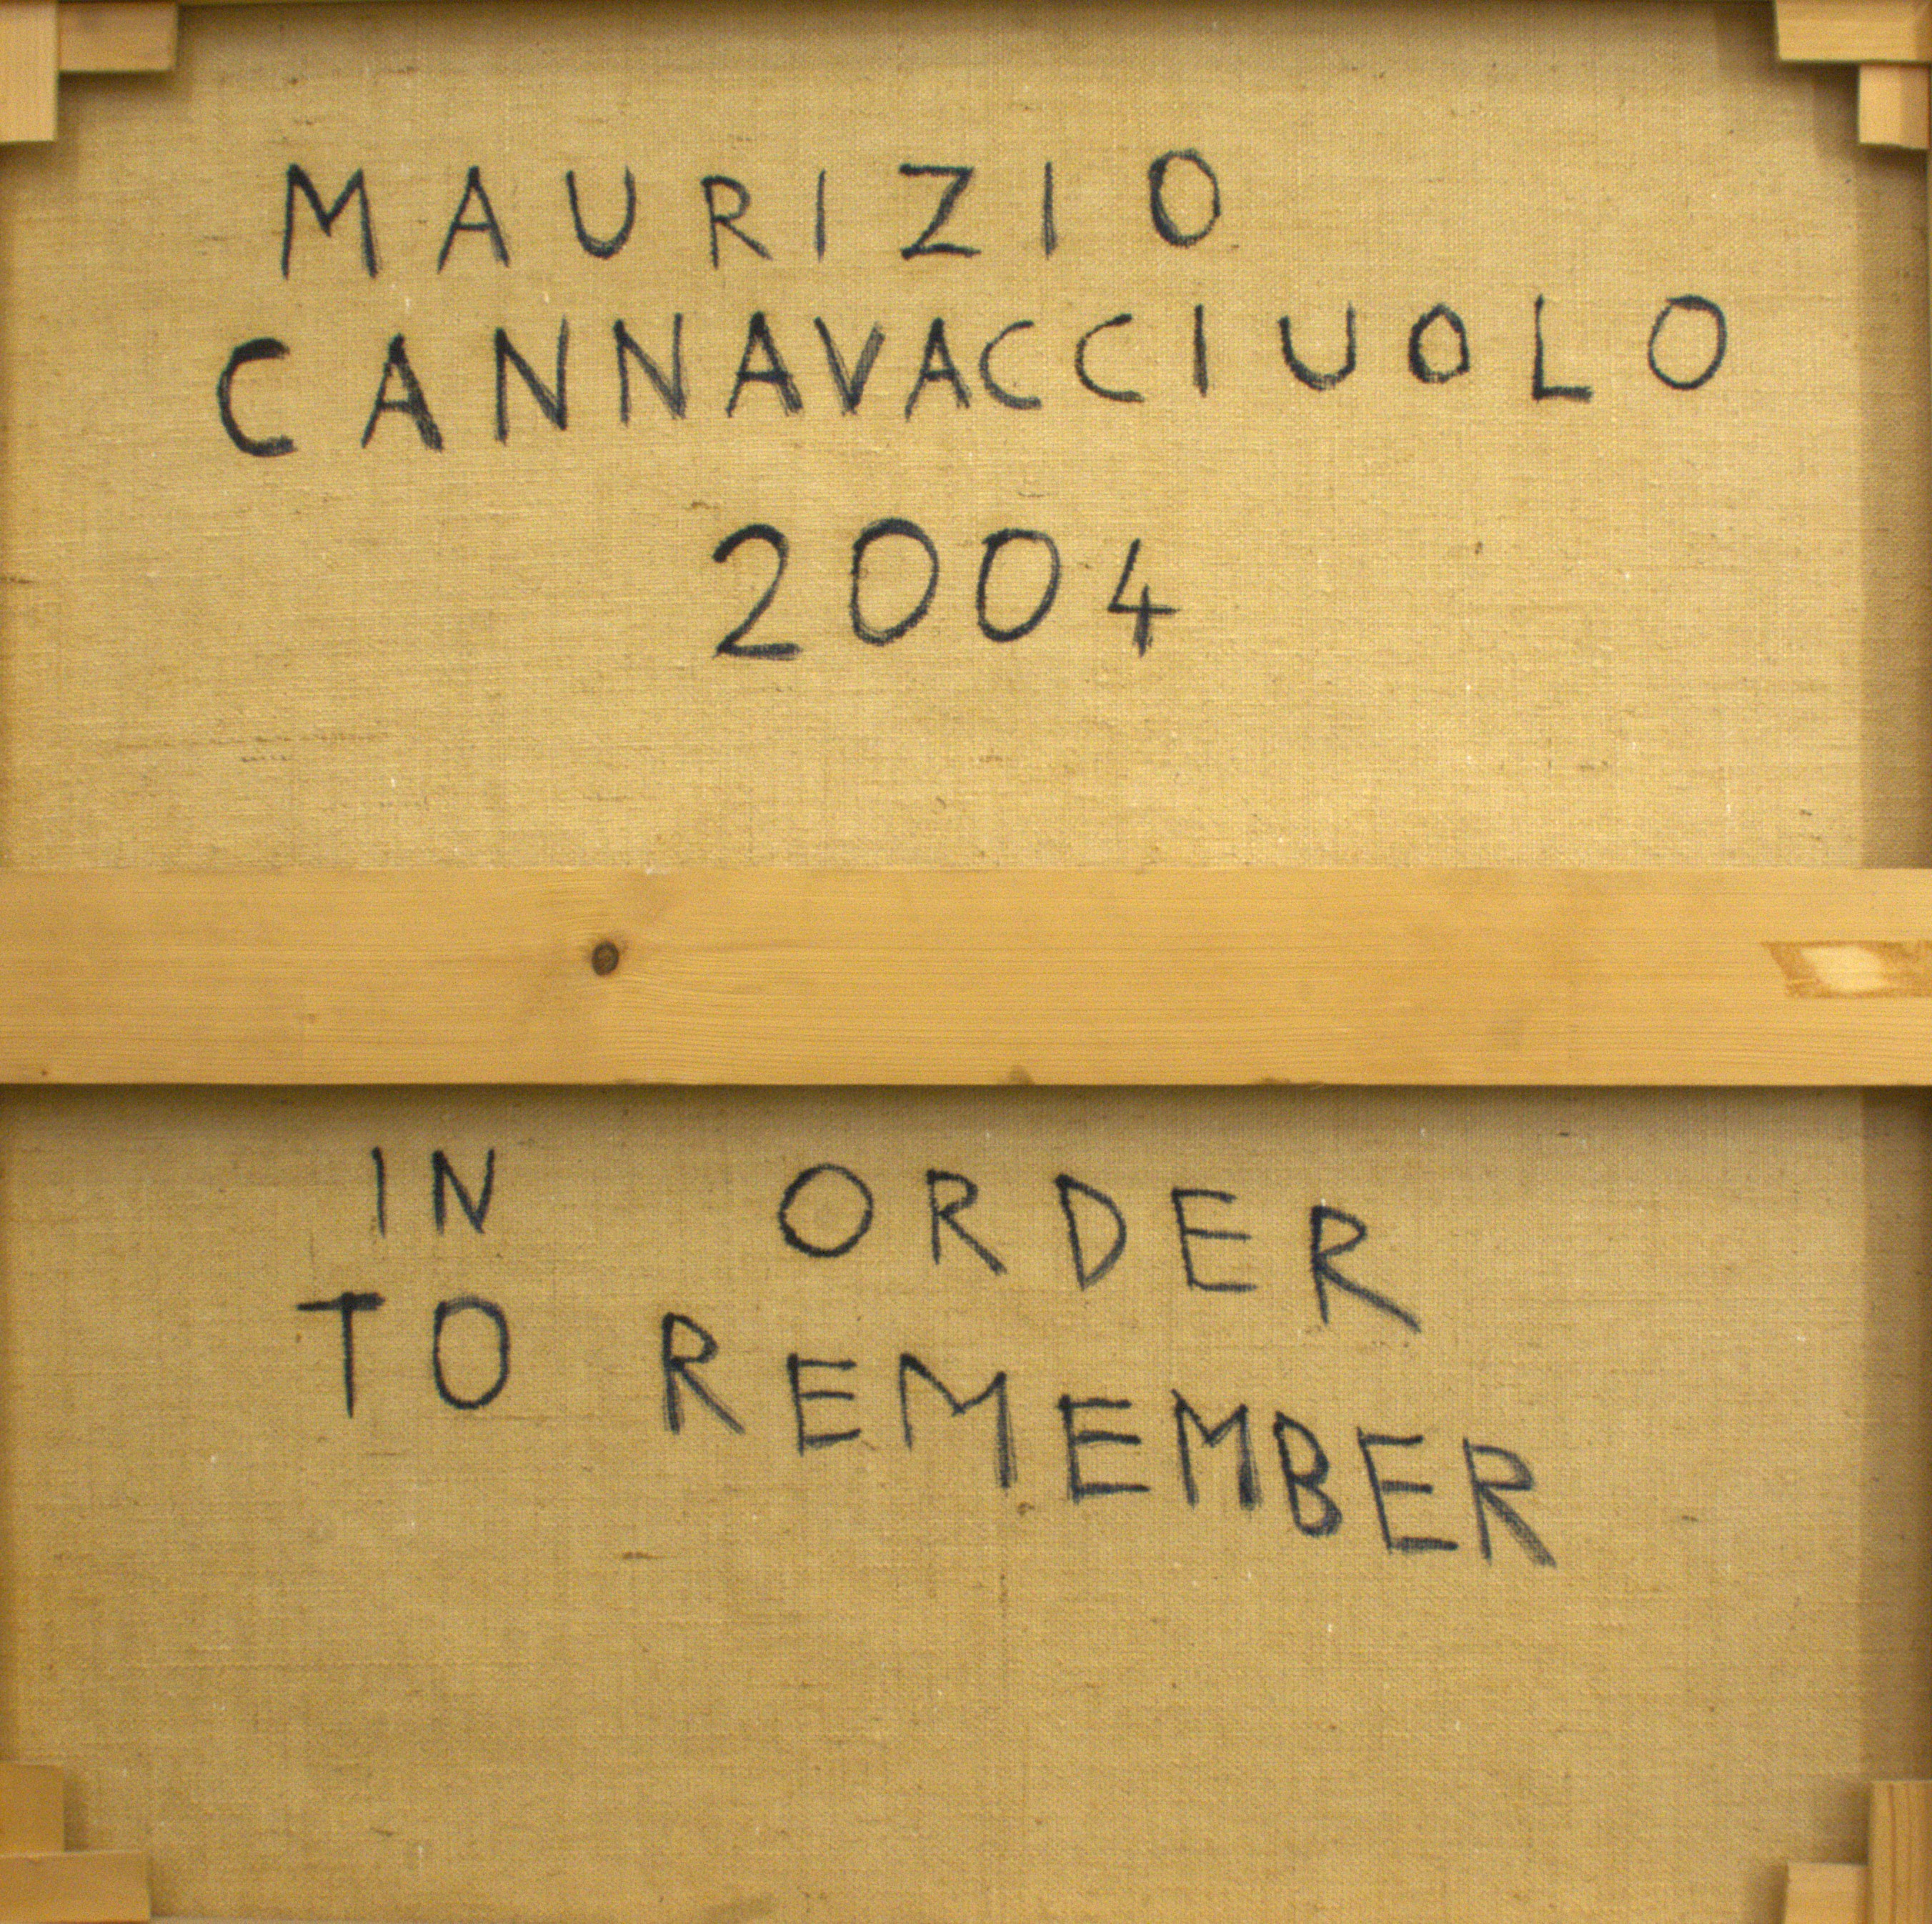 MAURIZIO
CANNAVACCIUOLO
2004
IN ORDER
TO REMEMBER